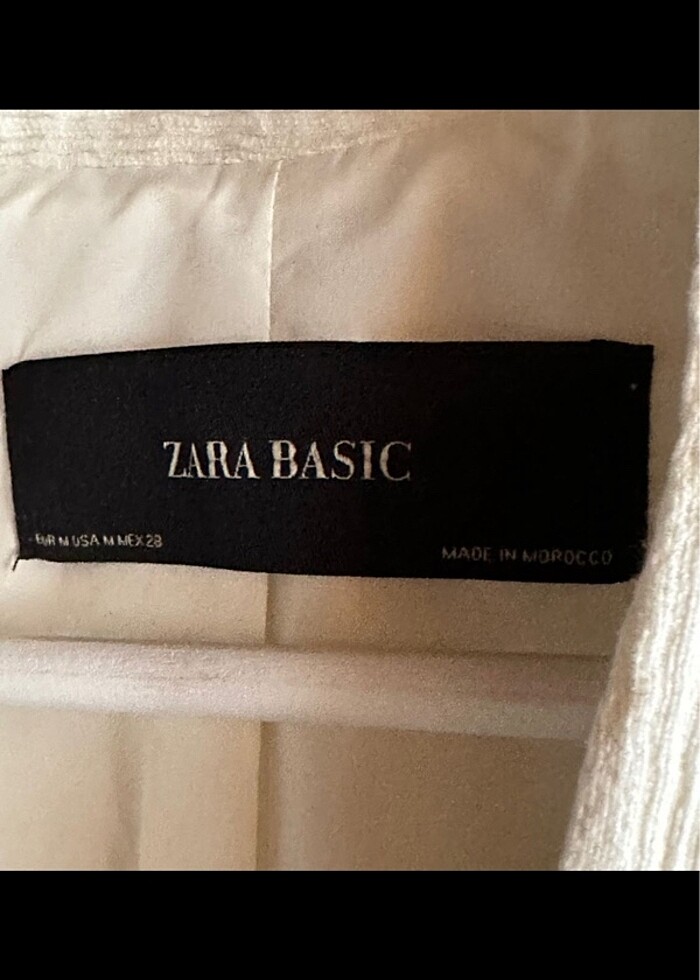 ZARA BASIC
EUR M USA M MEX 28
MADE IN MOROCCO